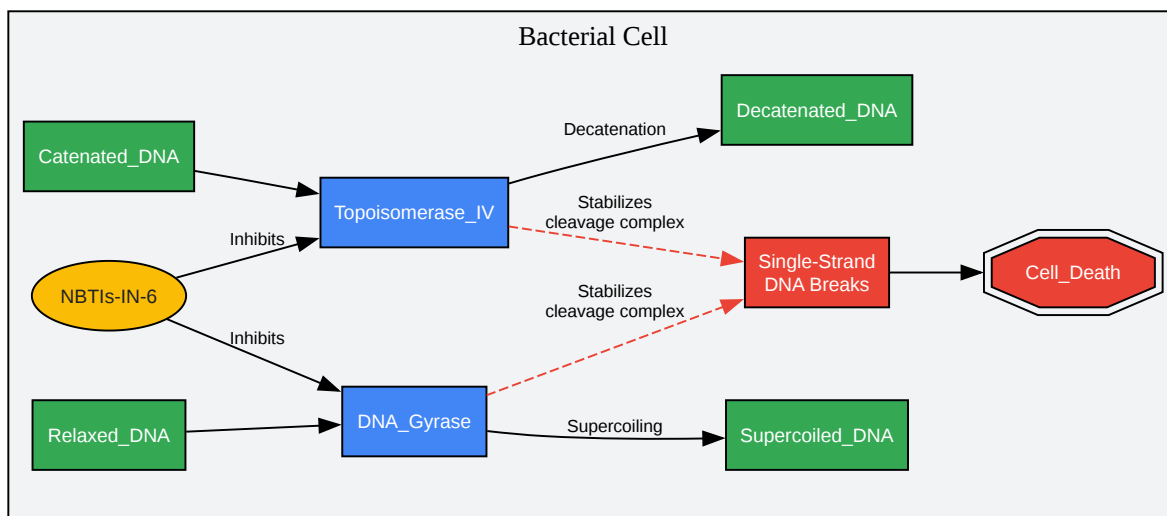 Bacterial Cell
Decatenated_DNA
Decatenation
Catenated_DNA
Topoisomerase_IV
Stabilizes
cleavage complex
Inhibits
Single-Strand
DNA Breaks
Cell_Death
NBTIs-IN-6
Stabilizes
cleavage complex
Inhibits
DNA_Gyrase
Relaxed_DNA
Supercoiling
Supercoiled_DNA